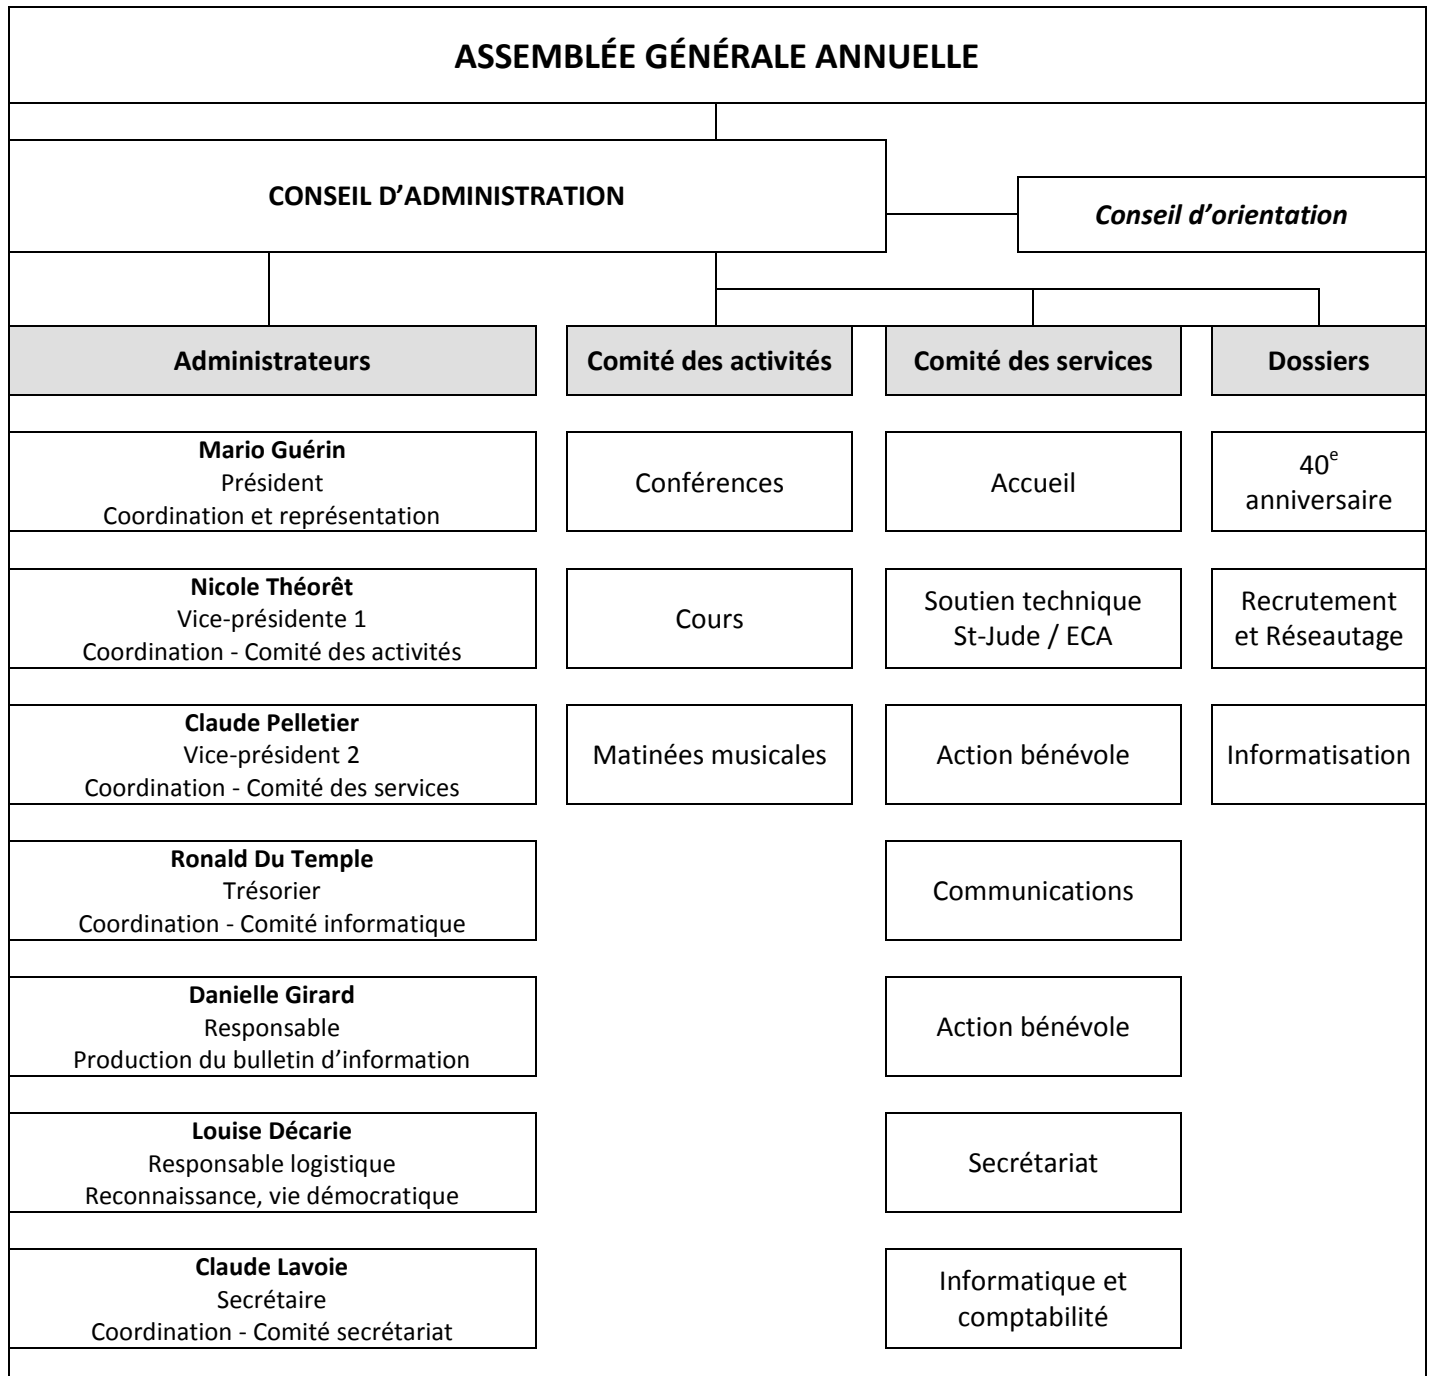 ASSEMBLÉE GÉNÉRALE ANNUELLE
CONSEIL D’ADMINISTRATION
Conseil d’orientation
Administrateurs
Comité des activités
Comité des services
Dossiers
Mario Guérin
Président
Coordination et représentation
Conférences
Accueil
40e
anniversaire
Nicole Théorêt
Vice-présidente 1
Coordination - Comité des activités
Cours
Soutien technique
St-Jude / ECA
Recrutement
et Réseautage
Claude Pelletier
Vice-président 2
Coordination - Comité des services
Matinées musicales
Action bénévole
Informatisation
Ronald Du Temple
Trésorier
Coordination - Comité informatique
Communications
Danielle Girard
Responsable
Production du bulletin d’information
Action bénévole
Louise Décarie
Responsable logistique
Reconnaissance, vie démocratique
Secrétariat
Claude Lavoie
Secrétaire
Coordination - Comité secrétariat
Informatique et
comptabilité